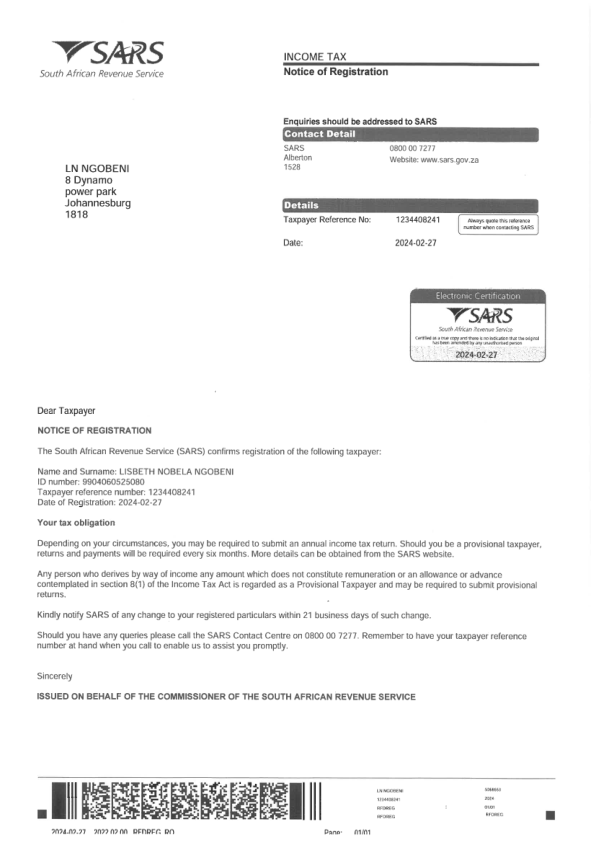 SARS
South African Revenue Service
INCOME TAX
Notice of Registration
Enquiries should be addressed to SARS
Contact Detail
SARS
Alberton
1528
0800 00 7277
Website: www.sars.gov.za
LN NGOBENI
8 Dynamo
power park
Johannesburg
1818
Details
Taxpayer Reference No: 1234408241
Always quote this reference
number when contacting SARS
Date: 2024-02-27
Electronic Certification
SARS
South African Revenue Service
Certified as a true copy and there is no indication that the original
has been amended by any unauthorised person
2024-02-27
Dear Taxpayer
NOTICE OF REGISTRATION
The South African Revenue Service (SARS) confirms registration of the following taxpayer:
Name and Surname: LISBETH NOBELA NGOBENI
ID number: 9904060525080
Taxpayer reference number: 1234408241
Date of Registration: 2024-02-27
Your tax obligation
Depending on your circumstances, you may be required to submit an annual income tax return. Should you be a provisional taxpayer,
returns and payments will be required every six months. More details can be obtained from the SARS website.
Any person who derives by way of income any amount which does not constitute remuneration or an allowance or advance
contemplated in section 8(1) of the Income Tax Act is regarded as a Provisional Taxpayer and may be required to submit provisional
returns.
Kindly notify SARS of any change to your registered particulars within 21 business days of such change.
Should you have any queries please call the SARS Contact Centre on 0800 00 7277. Remember to have your taxpayer reference
number at hand when you call to enable us to assist you promptly.
Sincerely
ISSUED ON BEHALF OF THE COMMISSIONER OF THE SOUTH AFRICAN REVENUE SERVICE
LN NGOBENI
1234408241
RFDREG
RFDREG
2024
01/01
RFDREG
2024-02-27 2022.02.00 RFDREG_RO
Page: 01/01